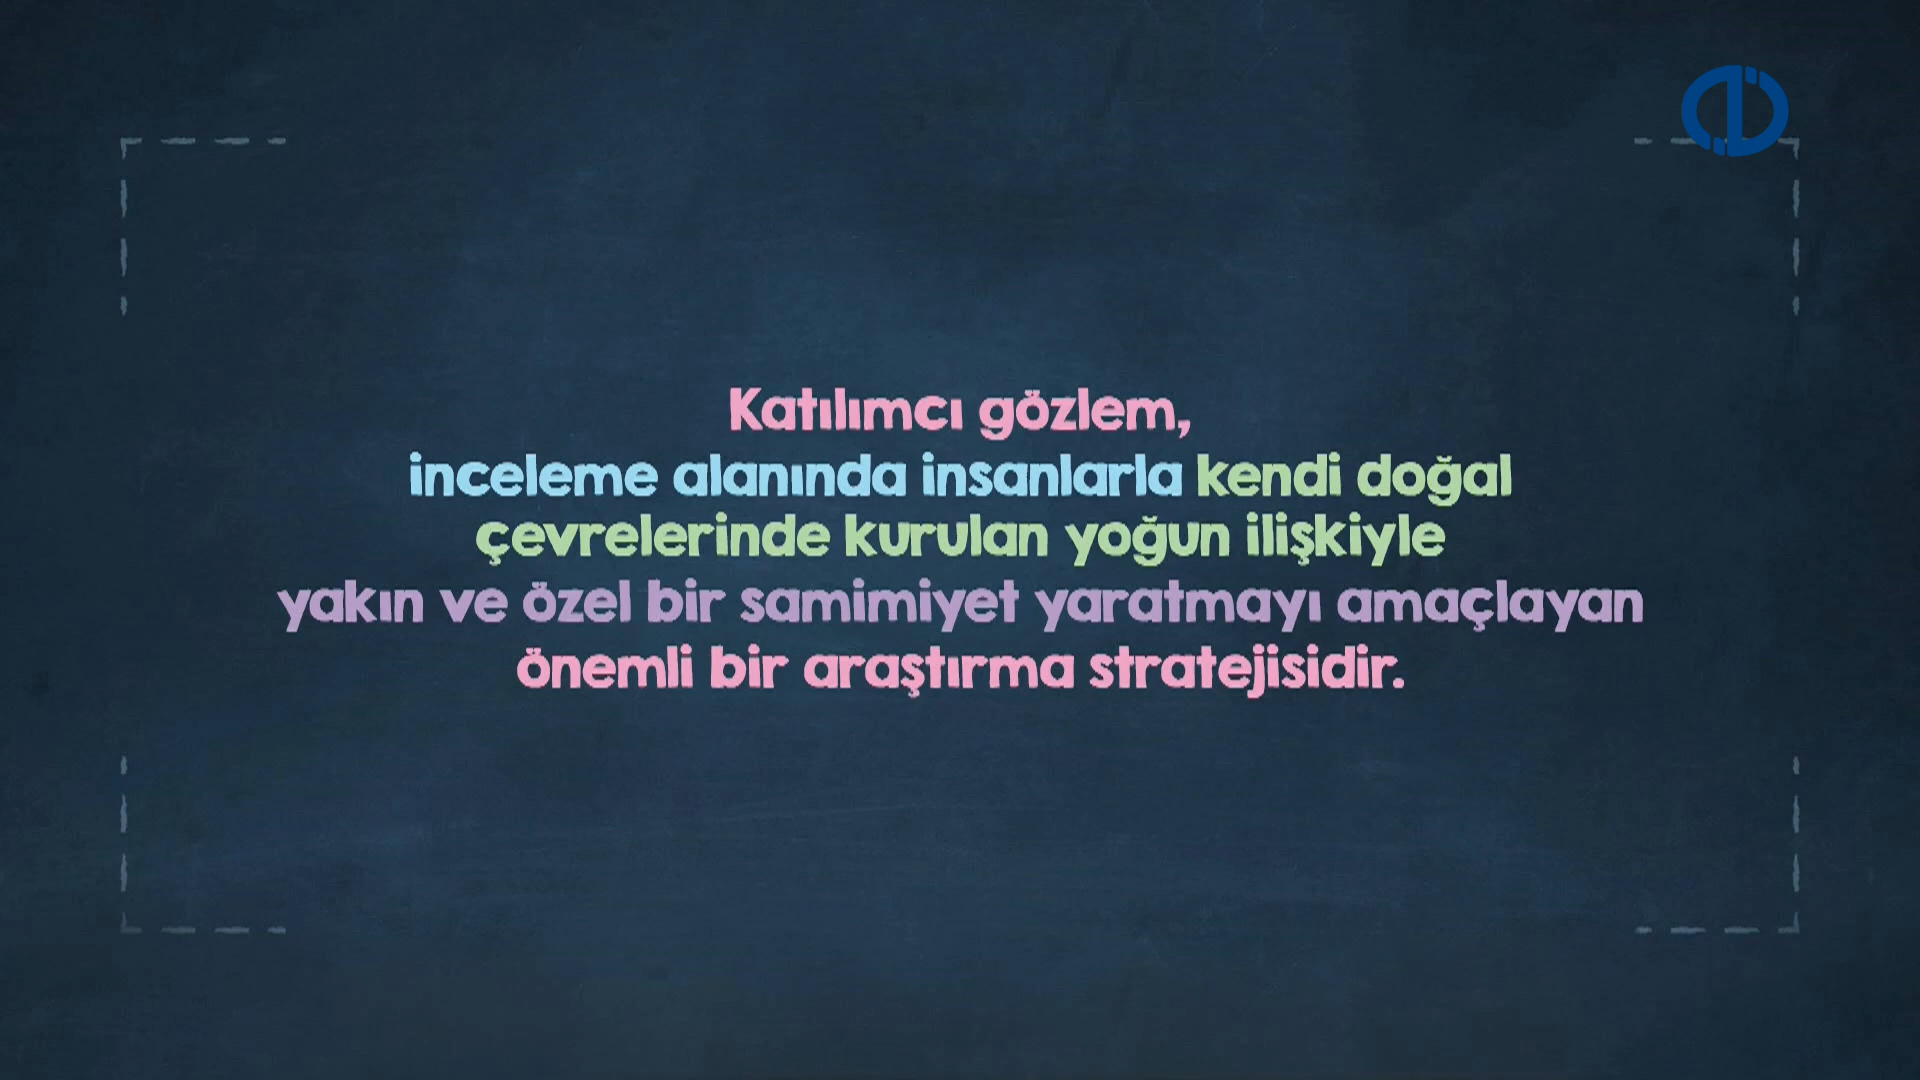 Katılımcı gözlem,
inceleme alanında insanlarla kendi doğal
çevrelerinde kurulan yoğun ilişkiyle
yakın ve özel bir samimiyet yaratmayı amaçlayan
önemli bir araştırma stratejisidir.